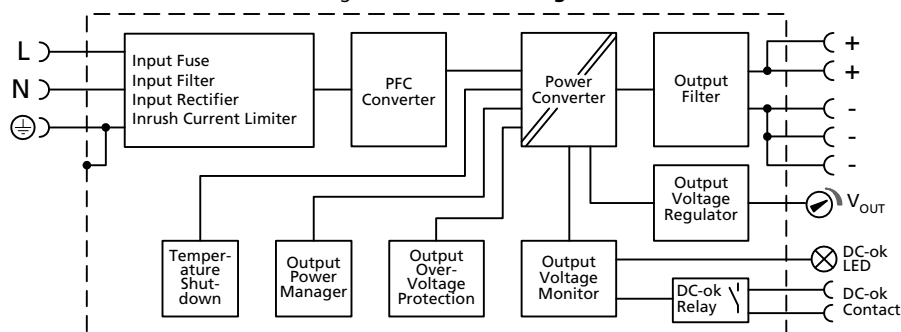 L
N
Input Fuse
Input Filter
Input Rectifier
Inrush Current Limiter
PFC
Converter
Power
Converter
Output
Filter
+
+
-
-
-
Output
Voltage
Regulator
VOUT
Temper-
ature
Shut-
down
Output
Power
Manager
Output
Over-
Voltage
Protection
Output
Voltage
Monitor
DC-ok
LED
DC-ok
Relay
DC-ok
Contact